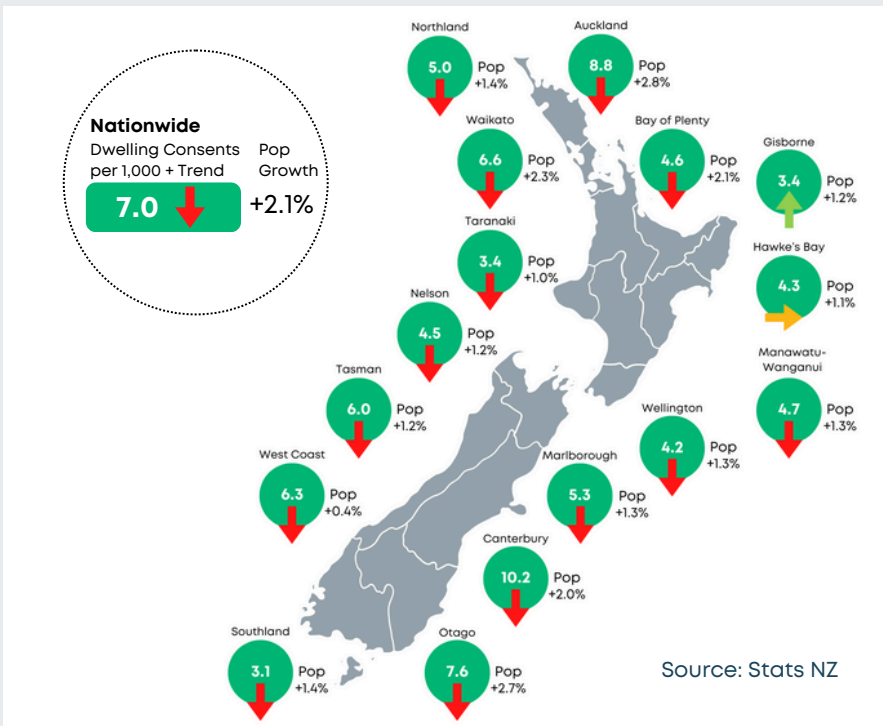 Nationwide
Dwelling Consents
per 1,000 + Trend
Pop
Growth
7.0
+2.1%
Northland
5.0
Pop
+1.4%
Auckland
8.8
Pop
+2.8%
Waikato
6.6
Pop
+2.3%
Bay of Plenty
4.6
Pop
+2.1%
Gisborne
3.4
Pop
+1.2%
Taranaki
3.4
Pop
+1.0%
Hawke's Bay
4.3
Pop
+1.1%
Nelson
4.5
Pop
+1.2%
Manawatu-
Wanganui
4.7
Pop
+1.3%
Tasman
6.0
Pop
+1.2%
Wellington
4.2
Pop
+1.3%
West Coast
6.3
Pop
+0.4%
Marlborough
5.3
Pop
+1.3%
Canterbury
10.2
Pop
+2.0%
Southland
3.1
Pop
+1.4%
Otago
7.6
Pop
+2.7%
Source: Stats NZ